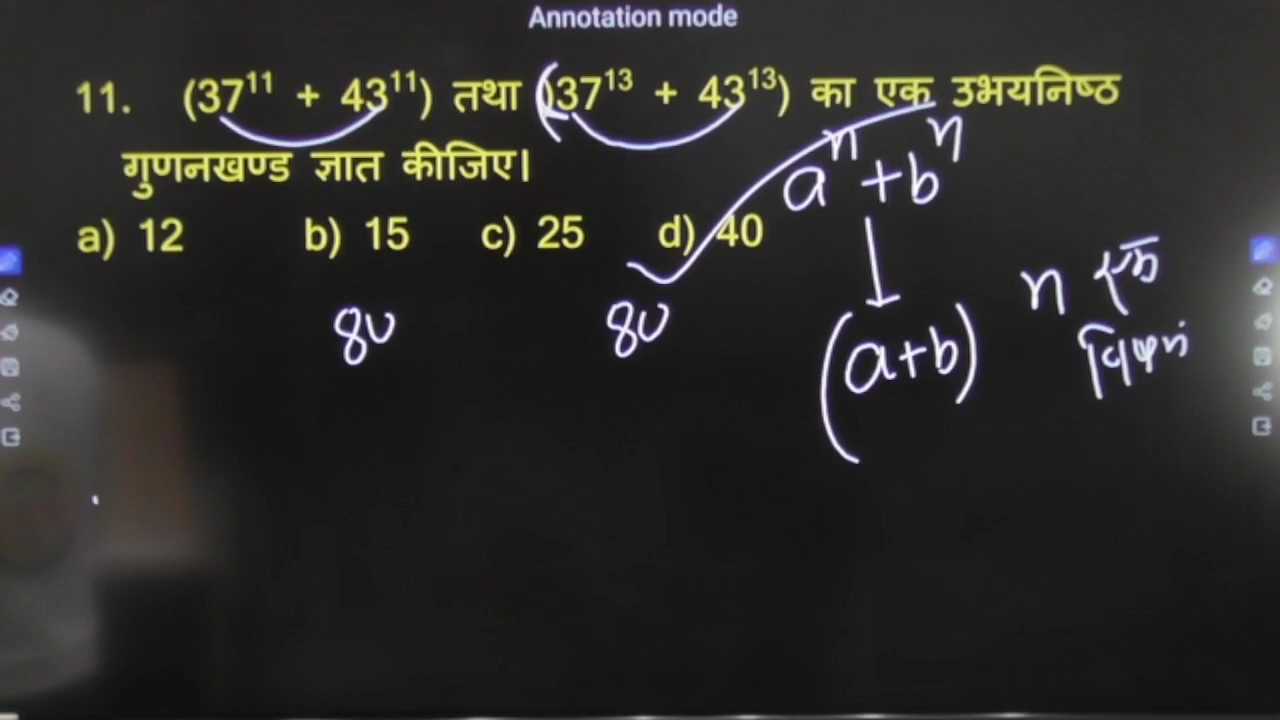 Annotation mode
11. (37¹¹ + 43¹¹) तथा (37¹³ + 43¹³) का एक उभयनिष्ठ
गुणनखण्ड ज्ञात कीजिए।
a) 12 b) 15 c) 25 d) 40
aⁿ + bⁿ
80 80
(a+b) n एक
विषम